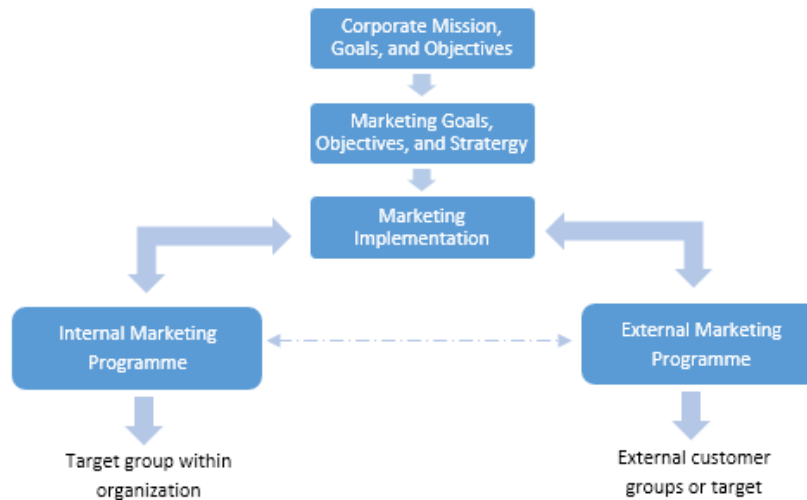 Corporate Mission,
Goals, and Objectives
Marketing Goals,
Objectives, and Stratergy
Marketing
Implementation
Internal Marketing
Programme
External Marketing
Programme
Target group within
organization
External customer
groups or target